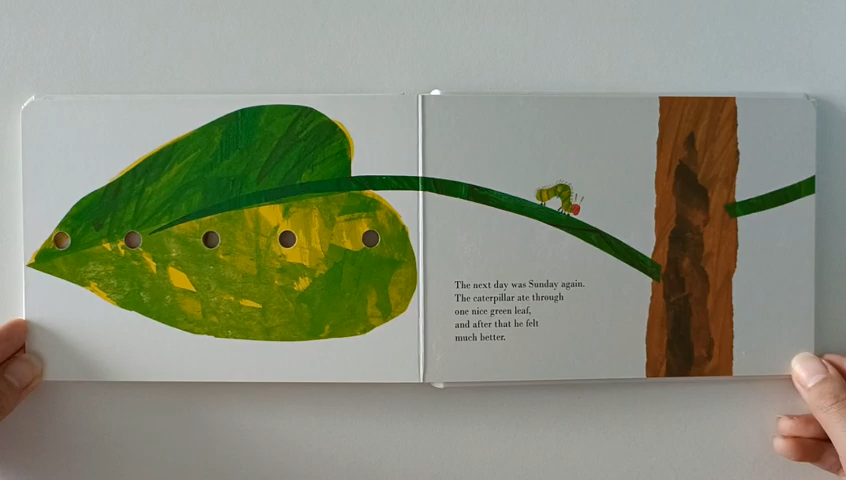 The next day was Sunday again.
The caterpillar ate through
one nice green leaf,
and after that he felt
much better.